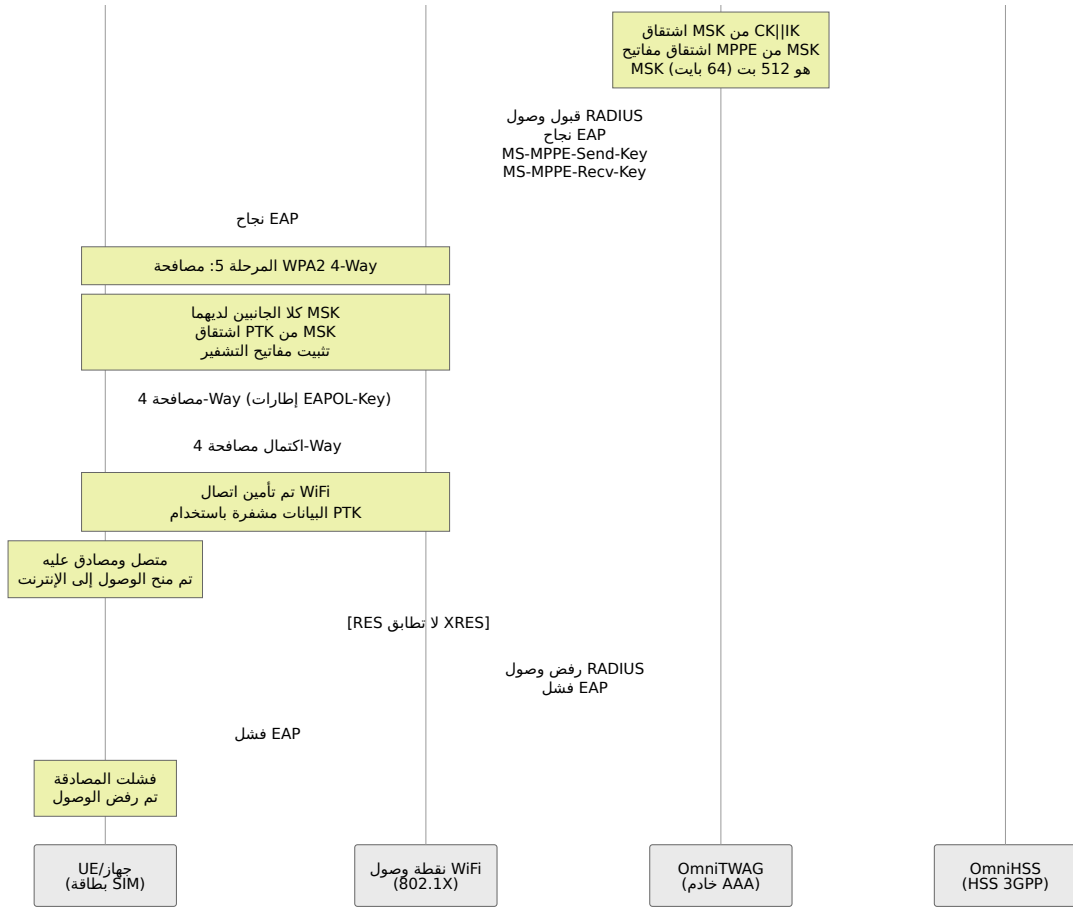 اشتقاق MSK من CK||IK
اشتقاق مفاتيح MPPE من MSK
MSK هو 512 بت (64 بايت)
قبول وصول RADIUS
نجاح EAP
MS-MPPE-Send-Key
MS-MPPE-Recv-Key
نجاح EAP
المرحلة 5: مصافحة WPA2 4-Way
كلا الجانبين لديهما MSK
اشتقاق PTK من MSK
تثبيت مفاتيح التشفير
مصافحة 4-Way (إطارات EAPOL-Key)
اكتمال مصافحة 4-Way
تم تأمين اتصال WiFi
البيانات مشفرة باستخدام PTK
متصل ومصادق عليه
تم منح الوصول إلى الإنترنت
[RES لا تطابق XRES]
رفض وصول RADIUS
فشل EAP
فشل EAP
فشلت المصادقة
تم رفض الوصول
جهاز/UE
(بطاقة SIM)
نقطة وصول WiFi
(802.1X)
OmniTWAG
(خادم AAA)
OmniHSS
(HSS 3GPP)